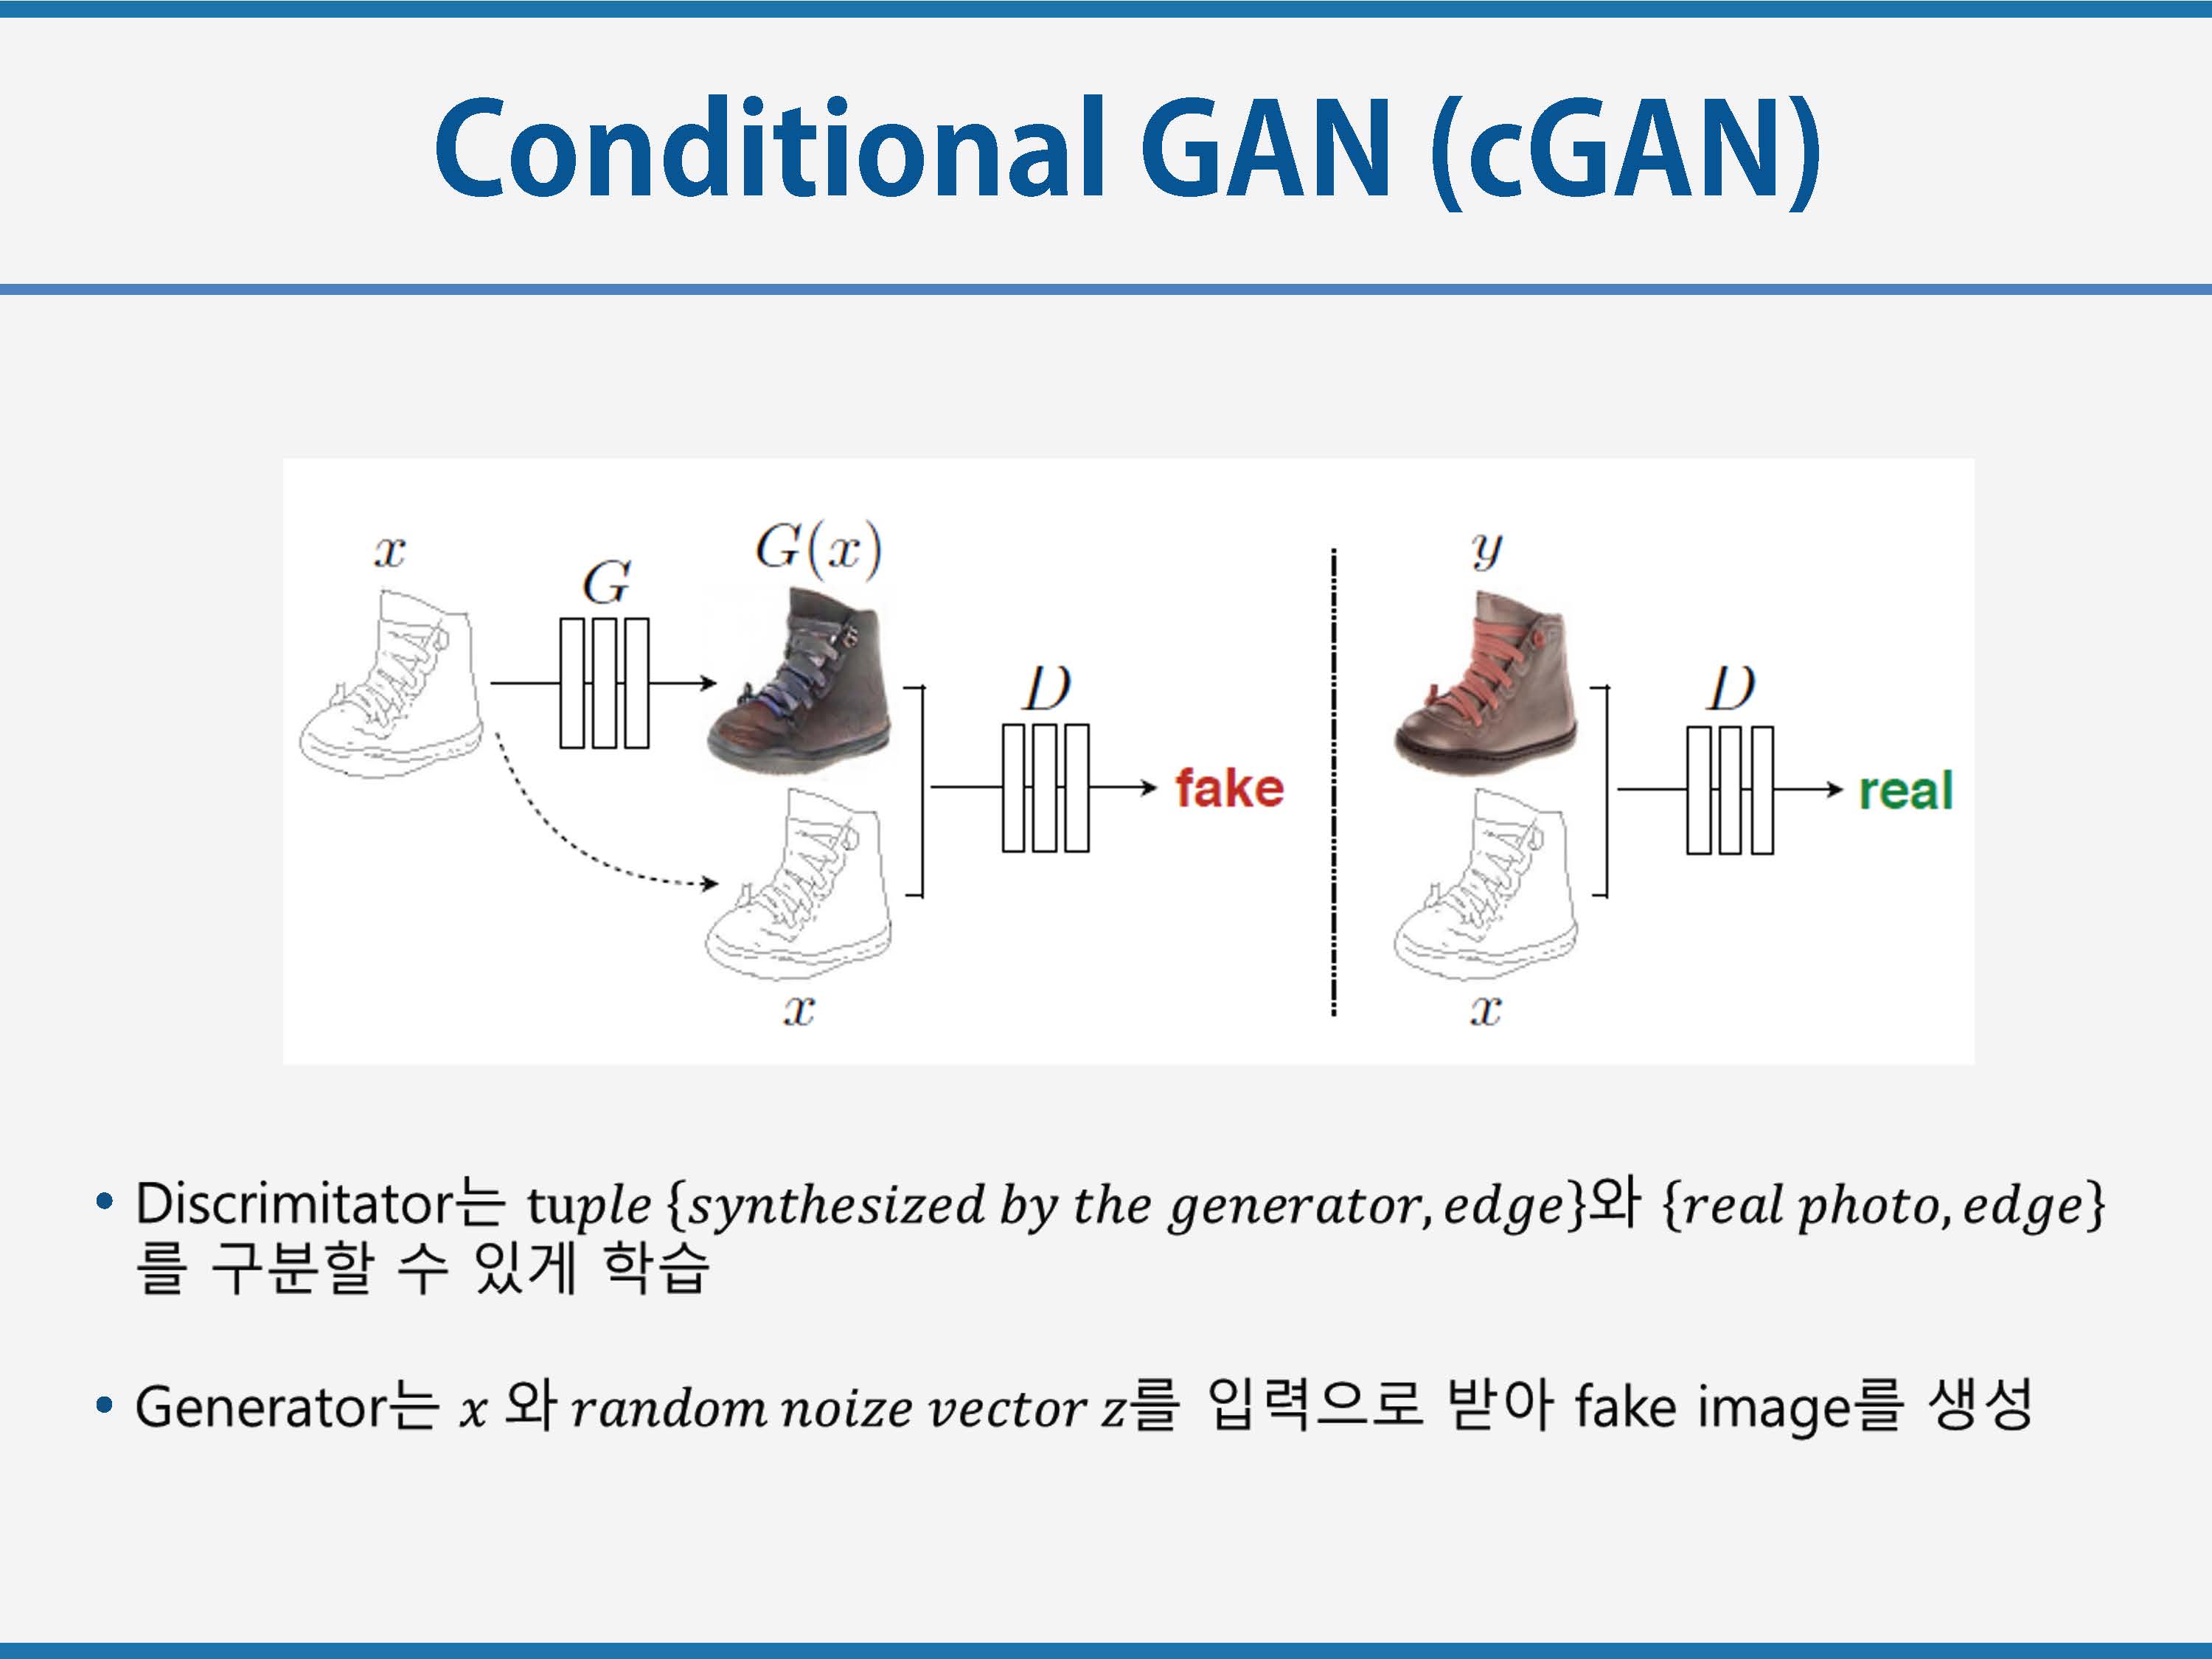 Conditional GAN (cGAN)
x
G
G(x)
D
fake
x
y
D
real
x
• Discrimitator는 tuple {synthesized by the generator, edge}와 {real photo, edge}
를 구분할 수 있게 학습
• Generator는 x 와 random noize vector z를 입력으로 받아 fake image를 생성